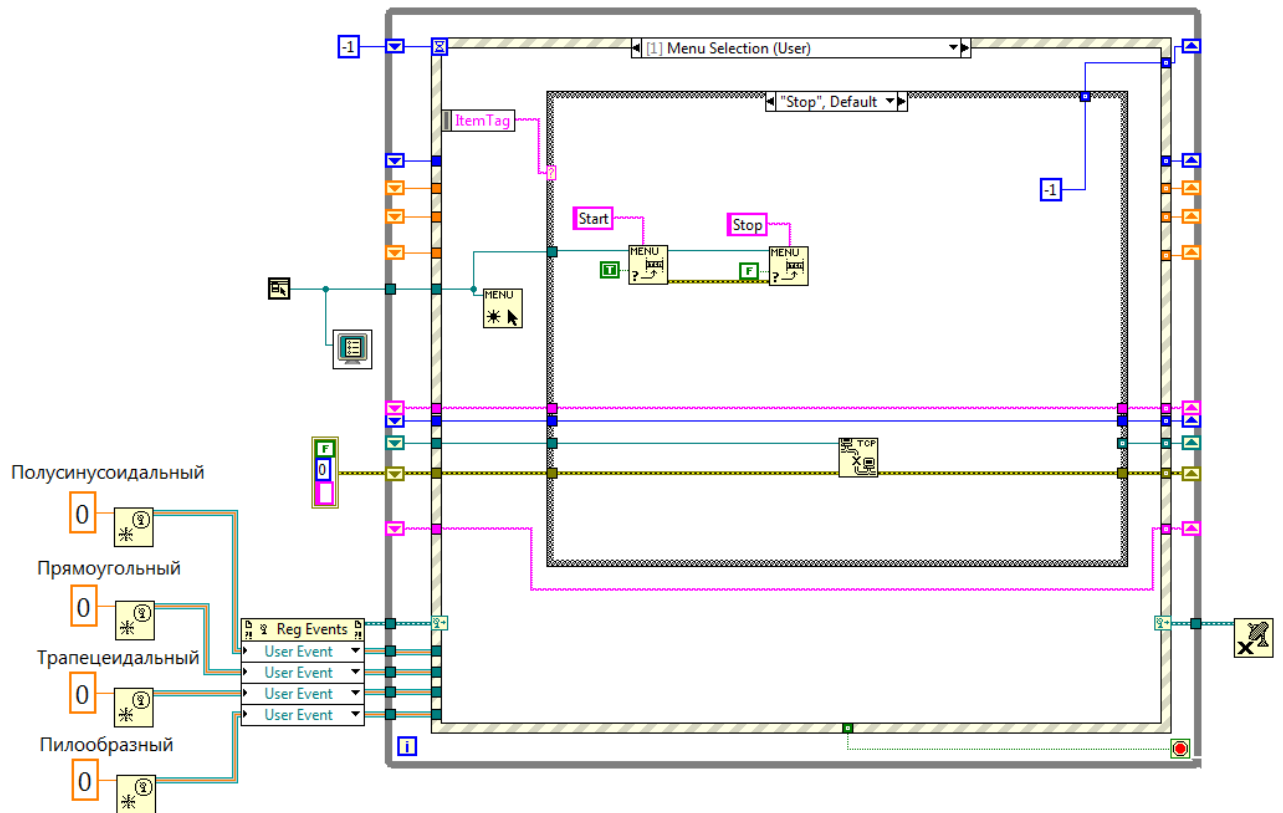 -1
[1] Menu Selection (User)
"Stop", Default
ItemTag
?
-1
Start
Stop
MENU
?
T
MENU
?
F
MENU
F
0
TCP
Полусинусоидальный
0
Прямоугольный
0
Reg Events
User Event
User Event
User Event
User Event
Трапецеидальный
0
Пилообразный
0
i